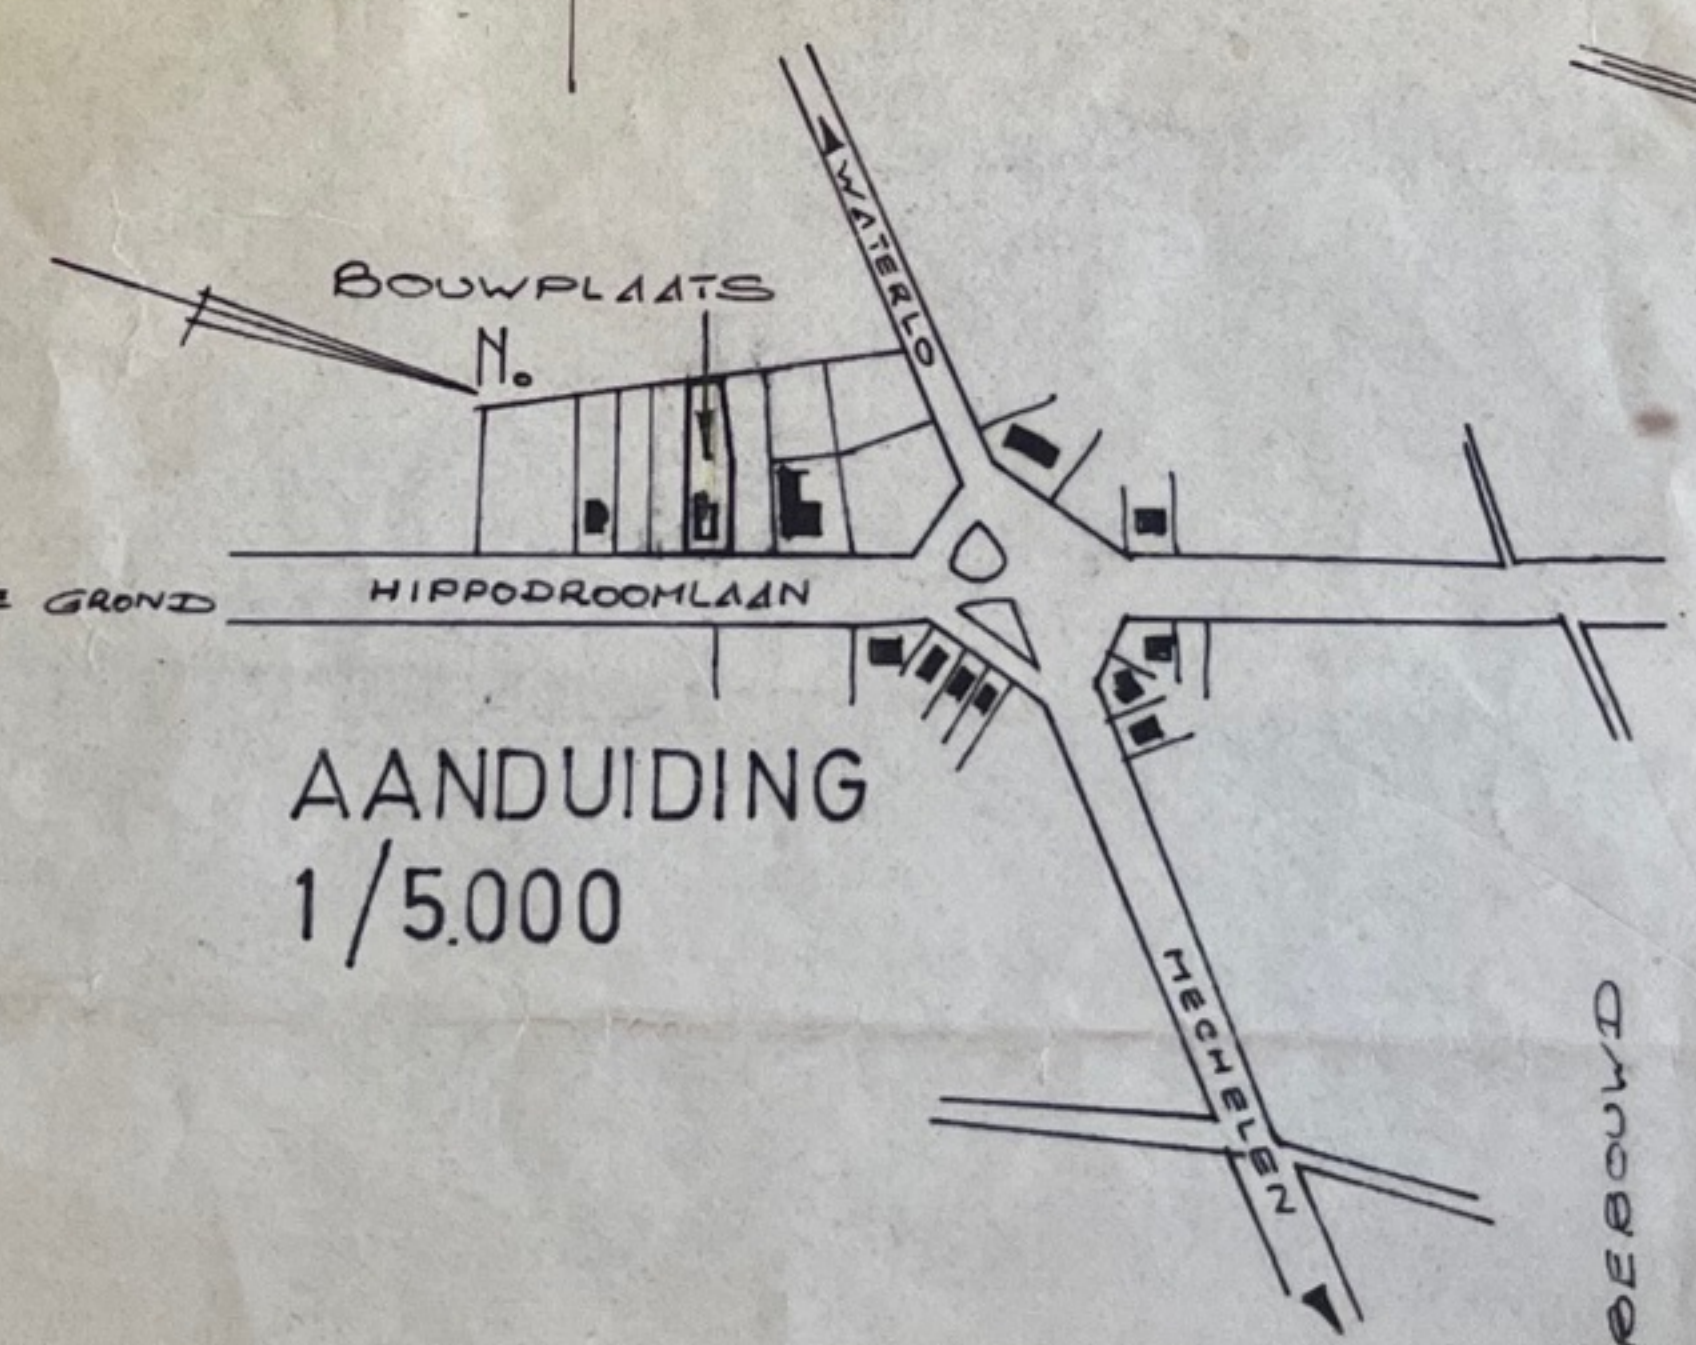 WATERLO
BOUWPLAATS
N.
GROND
HIPPODROOMLAAN
AANDUIDING
1/5.000
MECHELEN
BEBOUWD